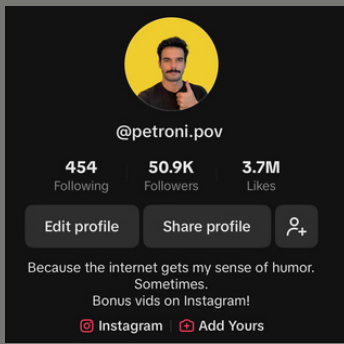 @petroni.pov
454 50.9K 3.7M
Following Followers Likes
Edit profile Share profile
Because the internet gets my sense of humor.
Sometimes.
Bonus vids on Instagram!
Instagram Add Yours